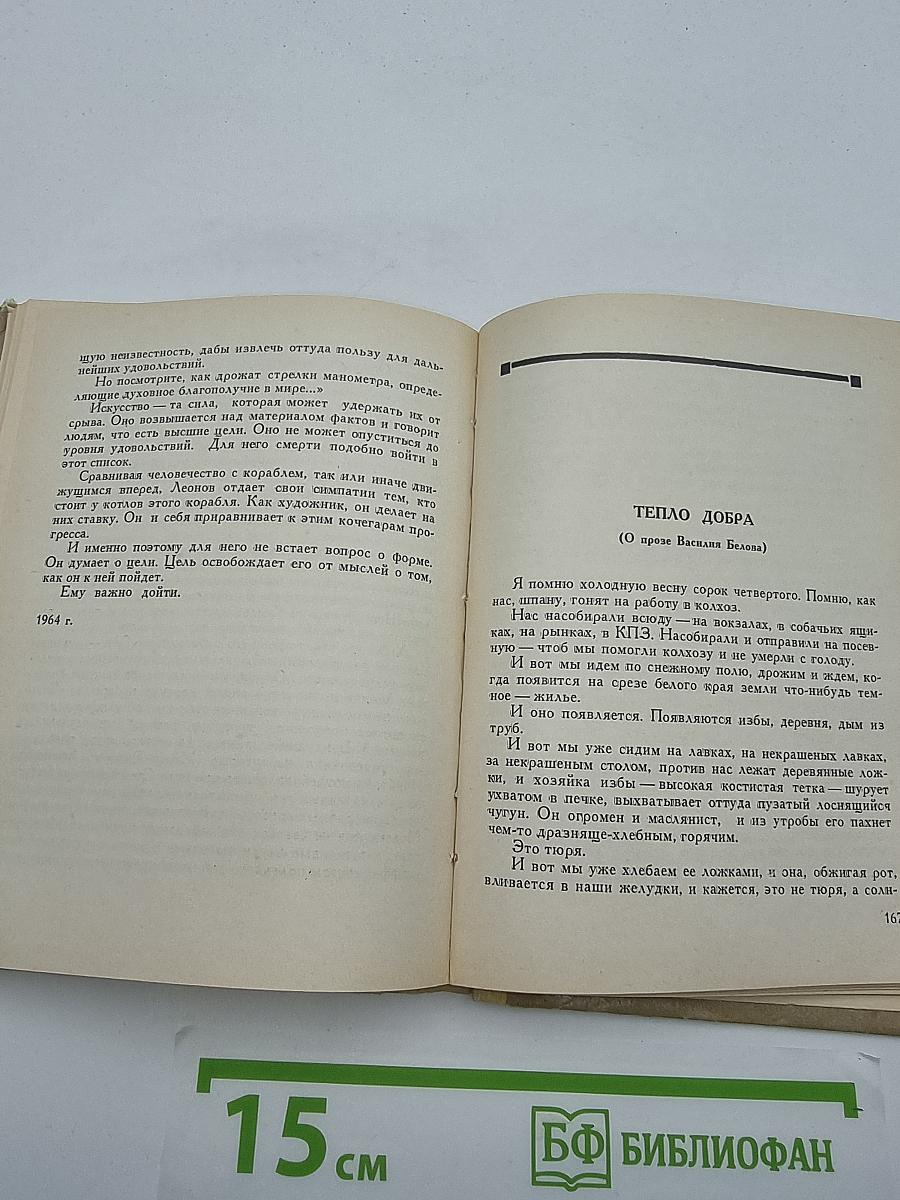 щую неизвестность, дабы извлечь оттуда пользу для даль-
нейших удовольствий.
Но посмотрите, как дрожат стрелки манометра, опреде-
ляющие духовное благополучие в мире...»
Искусство — та сила, которая может удержать их от
срыва. Оно возвышается над материалом фактов и говорит
людям, что есть высшие цели. Оно не может опуститься до
уровня удовольствий. Для него смерти подобно войти в
этот список.
Сравнивая человечество с кораблем, так или иначе дви-
жущимся вперед, Леонов отдает свои симпатии тем, кто
стоит у котлов этого корабля. Как художник, он делает на
них ставку. Он и себя приравнивает к этим кочегарам про-
гресса.
И именно поэтому для него не встает вопрос о форме.
Он думает о цели. Цель освобождает его от мыслей о том,
как он к ней пойдет.
Ему важно дойти.
1964 г.
ТЕПЛО ДОБРА
(О прозе Василия Белова)
Я помню холодную весну сорок четвертого. Помню, как
нас, шпану, гонят на работу в колхоз.
Нас насобирали всюду — на вокзалах, в собачьих ящи-
ках, на рынках, в КПЗ. Насобирали и отправили на посев-
ную — чтоб мы помогли колхозу и не умерли с голоду.
И вот мы идем по снежному полю, дрожим и ждем, ко-
гда появится на срезе белого края земли что-нибудь тем-
ное — жилье.
И оно появляется. Появляются избы, деревня, дым из
труб.
И вот мы уже сидим на лавках, на некрашеных лавках,
за некрашеным столом, против нас лежат деревянные лож-
ки, и хозяйка избы — высокая костистая тетка — шурует
ухватом в печке, выхватывает оттуда пузатый лоснящийся
чугун. Он огромен и маслянист, и из утробы его пахнет
чем-то дразняще-хлебным, горячим.
Это тюря.
И вот мы уже хлебаем ее ложками, и она, обжигая рот,
вливается в наши желудки, и кажется, это не тюря, а солн-
167
15 см
БФ БИБЛИОФАН